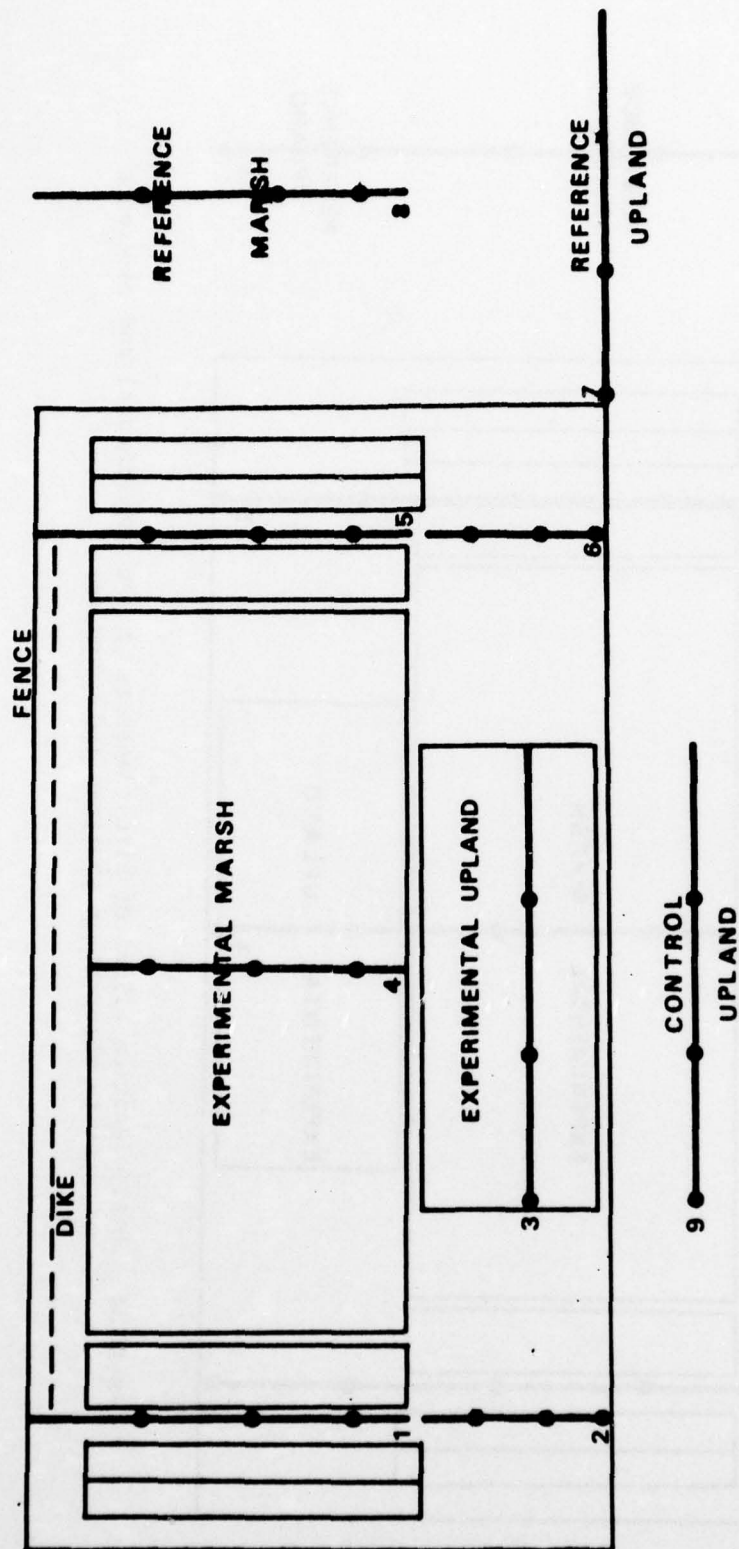 FENCE
DIKE
EXPERIMENTAL MARSH
EXPERIMENTAL UPLAND
CONTROL
UPLAND
REFERENCE
MARSH
REFERENCE
UPLAND
1
2
3
4
5
6
7
8
9